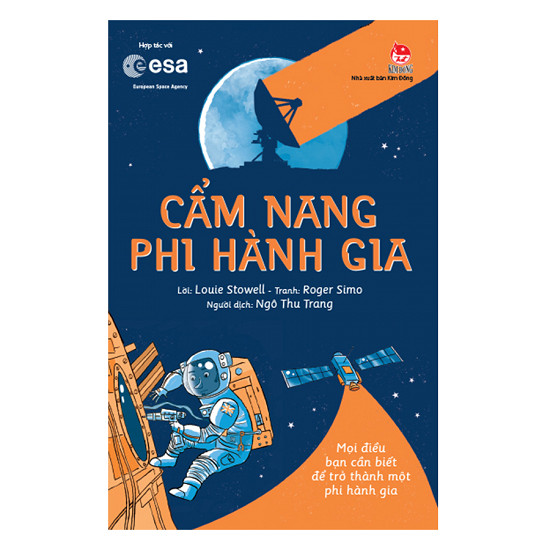 Hợp tác với
esa
European Space Agency
KIM ĐỒNG
Nhà xuất bản Kim Đồng
CẨM NANG
PHI HÀNH GIA
Lời: Louie Stowell - Tranh: Roger Simo
Người dịch: Ngô Thu Trang
Mọi điều
bạn cần biết
để trở thành một
phi hành gia